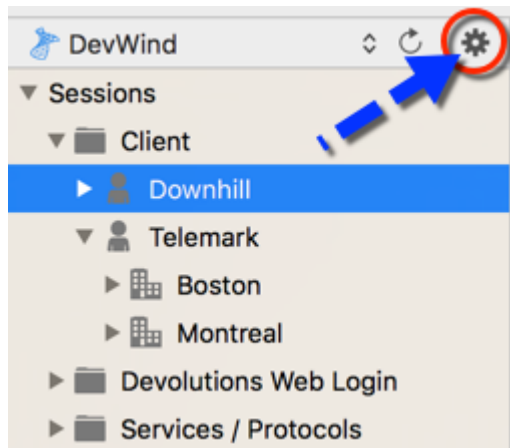 DevWind
Sessions
Client
Downhill
Telemark
Boston
Montreal
Devolutions Web Login
Services / Protocols